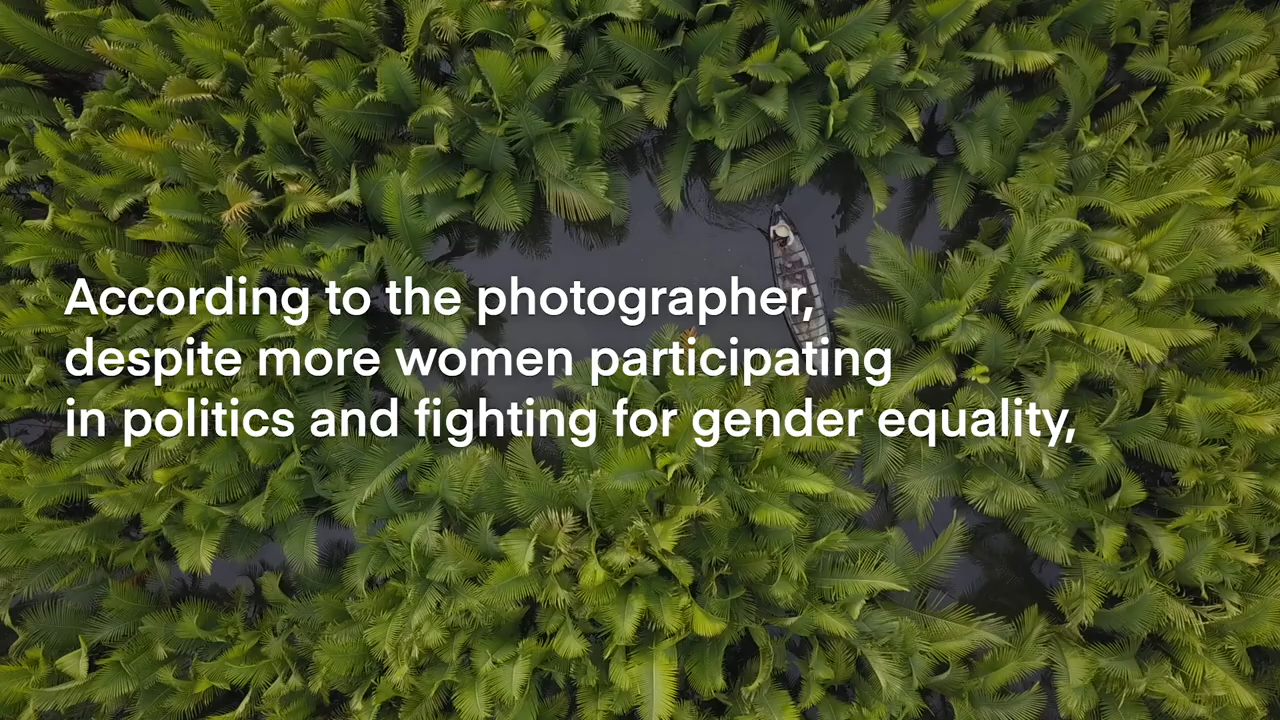 According to the photographer,
despite more women participating
in politics and fighting for gender equality,